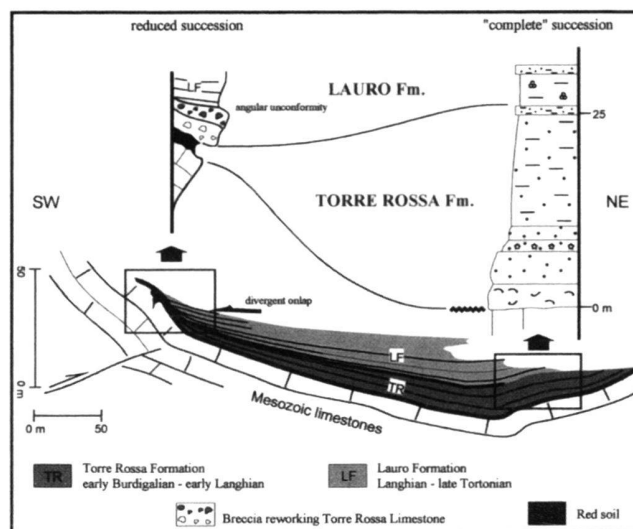 reduced succession
"complete" succession
LF
angular unconformity
LAURO Fm.
25
TORRE ROSSA Fm.
SW
NE
50
divergent onlap
0 m
LF
TR
0 m
Mesozoic limestones
0 m
50
TR
Torre Rossa Formation
early Burdigalian - early Langhian
LF
Lauro Formation
Langhian - late Tortonian
Breccia reworking Torre Rossa Limestone
Red soil